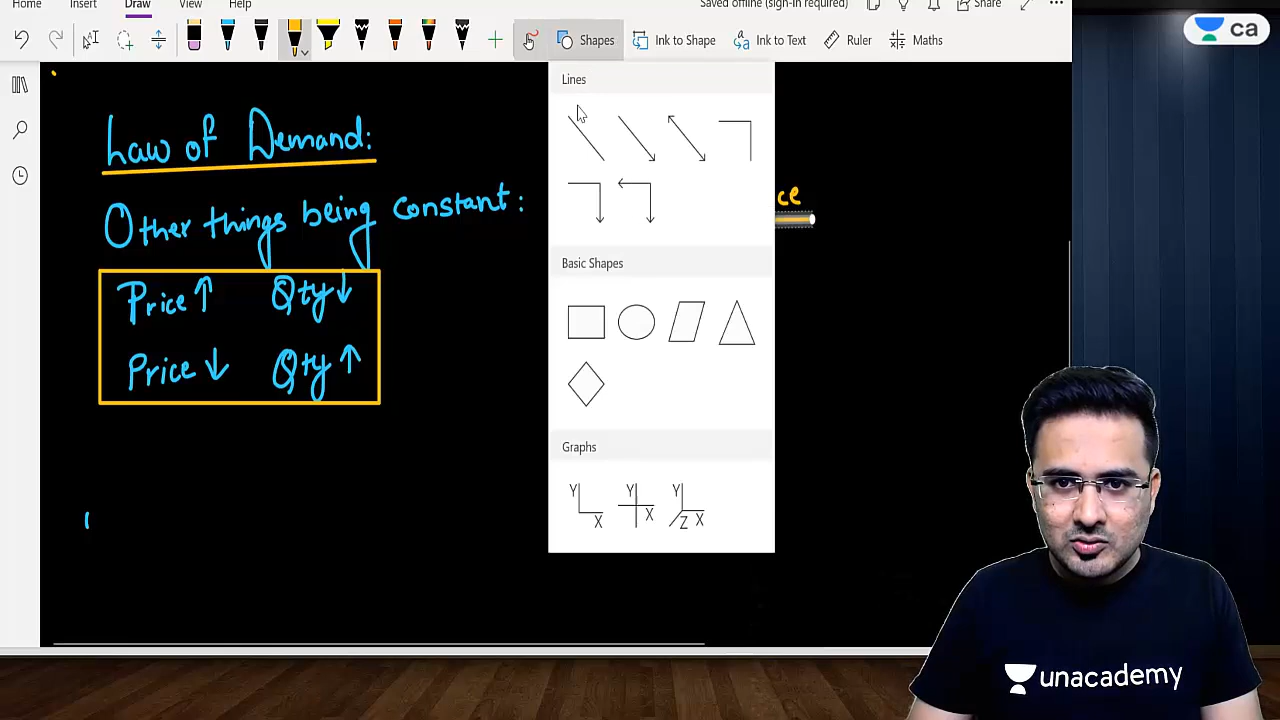 Home Insert Draw View Help Saved offline (sign-in required) Share
Shapes Ink to Shape Ink to Text Ruler Maths
ca
Lines
Law of Demand:
Other things being constant:
ce
Price ↑ Qty ↓
Price ↓ Qty ↑
Basic Shapes
Graphs
Y X Y X Y Z X
unacademy